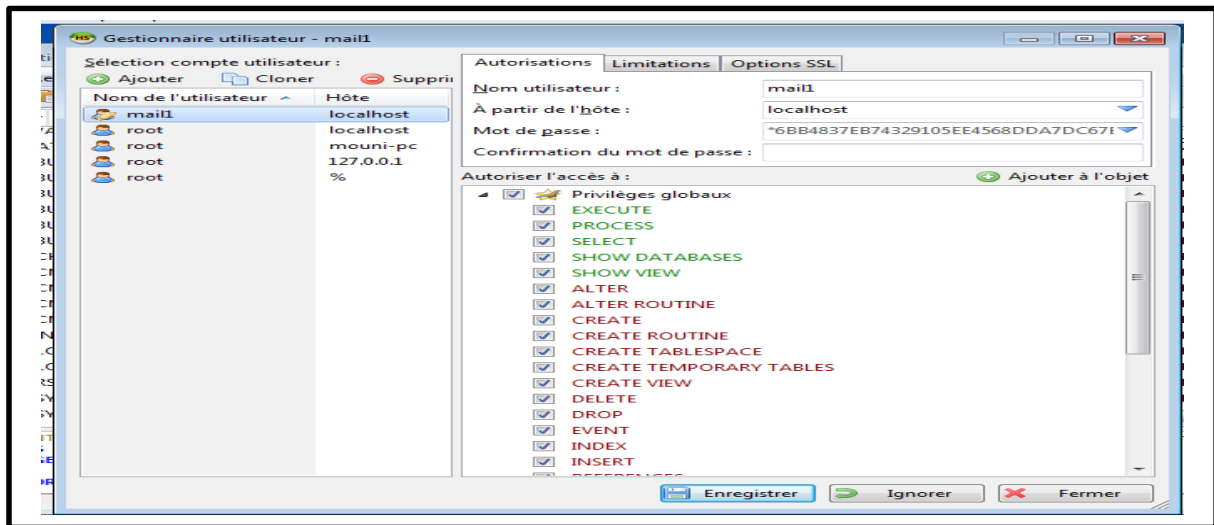 Gestionnaire utilisateur - mail1
Sélection compte utilisateur :
Ajouter Cloner Supprii
Nom de l'utilisateur Hôte
mail1 localhost
root localhost
root mouni-pc
root 127.0.0.1
root %
Autorisations Limitations Options SSL
Nom utilisateur : mail1
À partir de l'hôte : localhost
Mot de passe : *6BB4837EB74329105EE4568DDA7DC67E
Confirmation du mot de passe :
Autoriser l'accès à : Ajouter à l'objet
Privilèges globaux
EXECUTE
PROCESS
SELECT
SHOW DATABASES
SHOW VIEW
ALTER
ALTER ROUTINE
CREATE
CREATE ROUTINE
CREATE TABLESPACE
CREATE TEMPORARY TABLES
CREATE VIEW
DELETE
DROP
EVENT
INDEX
INSERT
REFERENCES
Enregistrer Ignorer Fermer